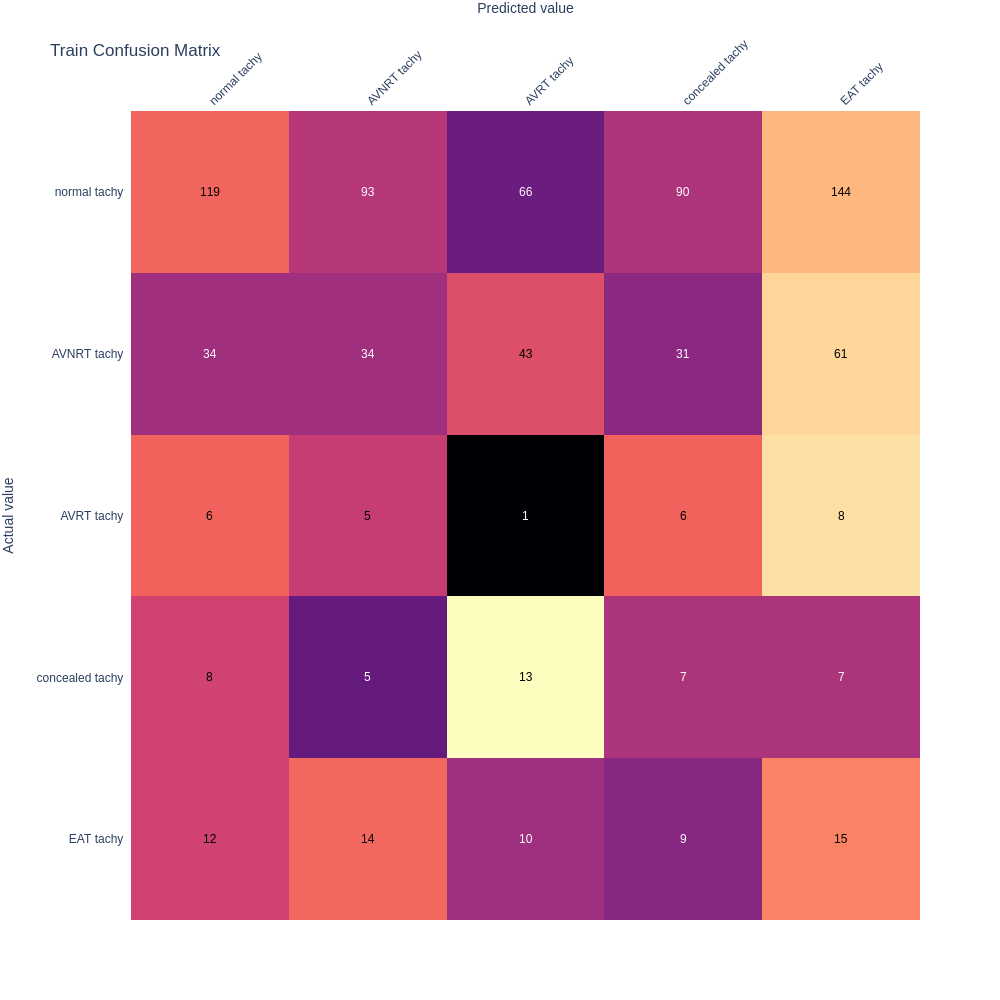 Predicted value
Train Confusion Matrix
normal tachy AVNRT tachy AVRT tachy concealed tachy EAT tachy
normal tachy 119 93 66 90 144
AVNRT tachy 34 34 43 31 61
AVRT tachy 6 5 1 6 8
Actual value
concealed tachy 8 5 13 7 7
EAT tachy 12 14 10 9 15